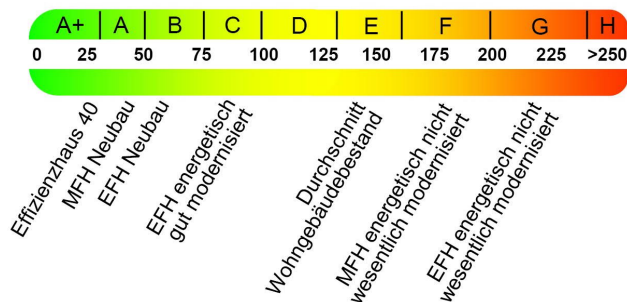 A+ A B C D E F G H
0 25 50 75 100 125 150 175 200 225 >250
Effizienzhaus 40
MFH Neubau
EFH Neubau
EFH energetisch
gut modernisiert
Durchschnitt
Wohngebäudebestand
MFH energetisch nicht
wesentlich modernisiert
EFH energetisch nicht
wesentlich modernisiert